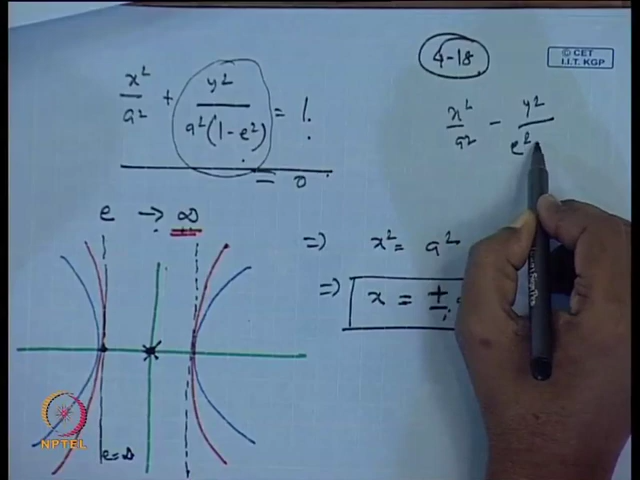 4-18
© CET
I.I.T. KGP
x² / a² + y² / a²(1-e²) = 1.
= 0
x² / a² - y² / e²
e → ∞
⇒ x² = a²
⇒ x = ±
e=∞
NPTEL